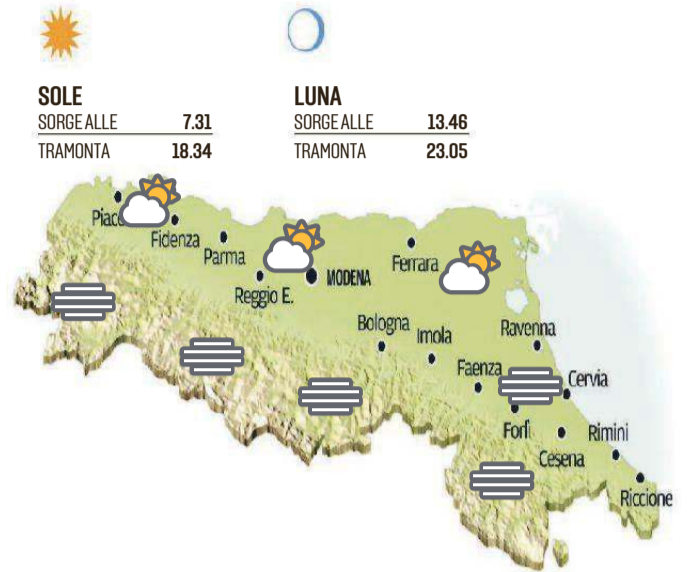 SOLE
SORGE ALLE 7.31
TRAMONTA 18.34
LUNA
SORGE ALLE 13.46
TRAMONTA 23.05
Fidenza
Parma
Reggio E.
MODENA
Ferrara
Bologna
Imola
Faenza
Ravenna
Cervia
Forlì
Cesena
Rimini
Riccione